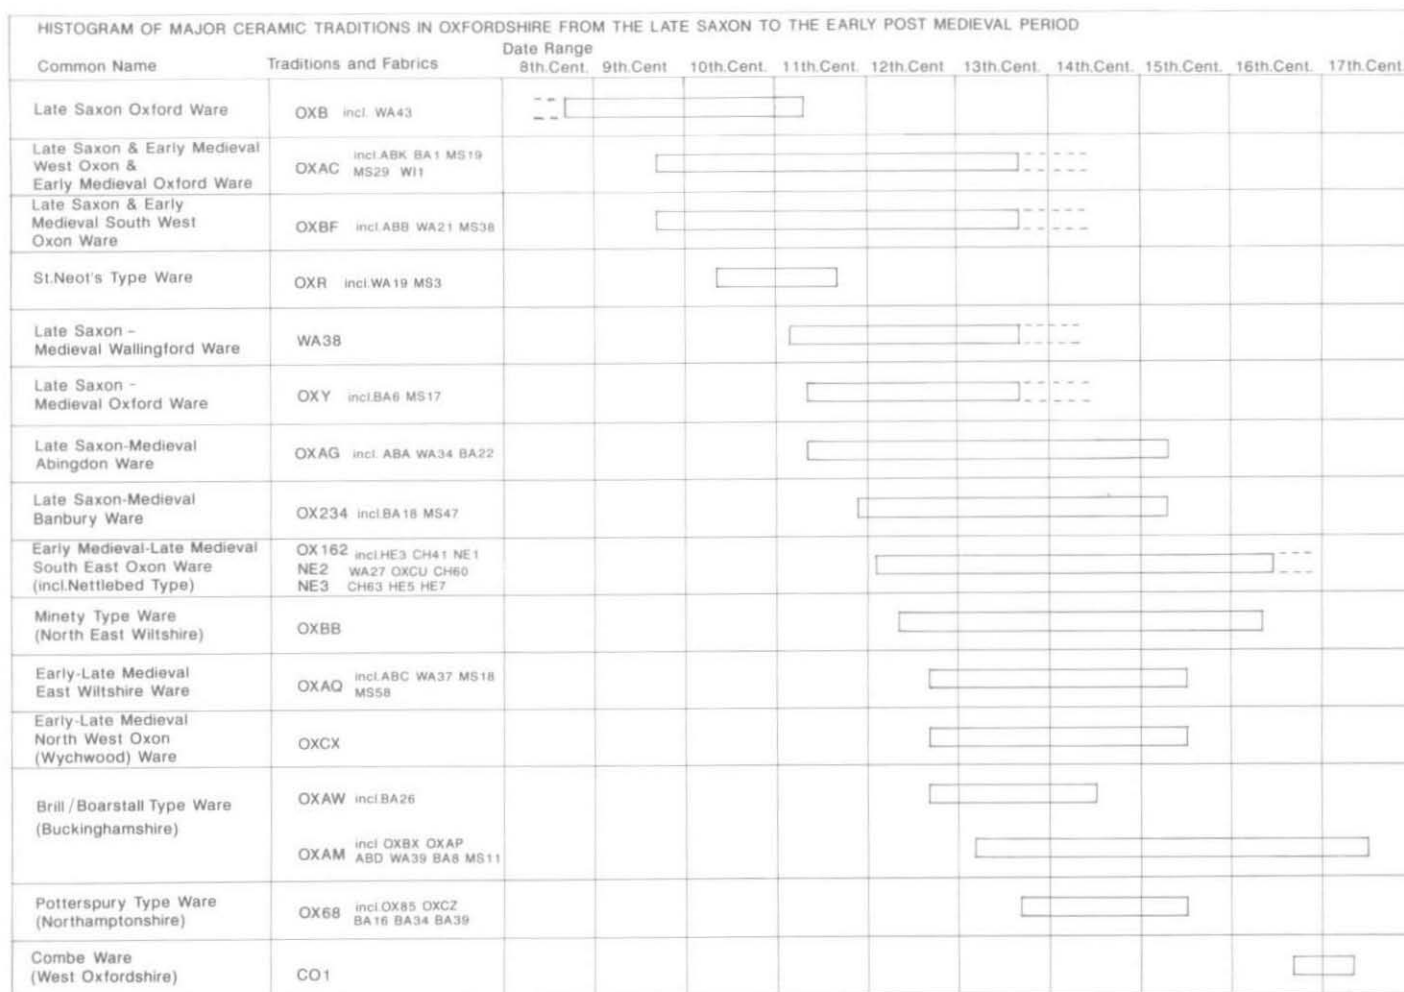 HISTOGRAM OF MAJOR CERAMIC TRADITIONS IN OXFORDSHIRE FROM THE LATE SAXON TO THE EARLY POST MEDIEVAL PERIOD
Date Range
Common Name Traditions and Fabrics 8th.Cent. 9th.Cent 10th.Cent. 11th.Cent. 12th.Cent 13th.Cent. 14th.Cent. 15th.Cent. 16th.Cent. 17th.Cent.
Late Saxon Oxford Ware OXB incl. WA43
Late Saxon & Early Medieval
West Oxon &
Early Medieval Oxford Ware
OXAC incl.ABK BA1 MS19
MS29 WI1
Late Saxon & Early
Medieval South West
Oxon Ware
OXBF incl.ABB WA21 MS38
St.Neot's Type Ware OXR incl.WA19 MS3
Late Saxon -
Medieval Wallingford Ware
WA38
Late Saxon -
Medieval Oxford Ware
OXY incl.BA6 MS17
Late Saxon-Medieval
Abingdon Ware
OXAG incl. ABA WA34 BA22
Late Saxon-Medieval
Banbury Ware
OX234 incl.BA18 MS47
Early Medieval-Late Medieval
South East Oxon Ware
(incl.Nettlebed Type)
OX162 incl.HE3 CH41 NE1
NE2 WA27 OXCU CH60
NE3 CH63 HE5 HE7
Minety Type Ware
(North East Wiltshire)
OXBB
Early-Late Medieval
East Wiltshire Ware
OXAQ incl.ABC WA37 MS18
MS58
Early-Late Medieval
North West Oxon
(Wychwood) Ware
OXCX
Brill/Boarstall Type Ware
(Buckinghamshire)
OXAW incl.BA26
OXAM incl OXBX OXAP
ABD WA39 BA8 MS11
Potterspury Type Ware
(Northamptonshire)
OX68 incl.OX85 OXCZ
BA16 BA34 BA39
Combe Ware
(West Oxfordshire)
CO1